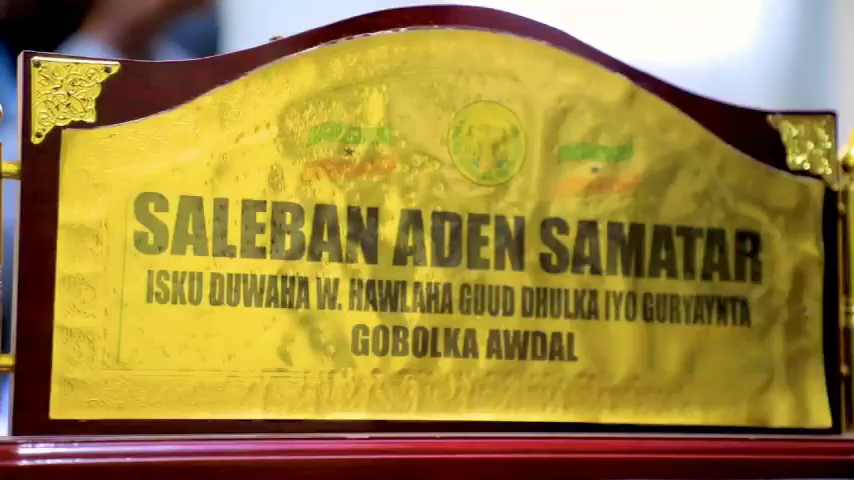 SALEBAN ADEN SAMATAR
ISKU DUWAHA W. HAWLAHA GUUD DHULKA IYO GURYAYNTA
GOBOLKA AWDAL